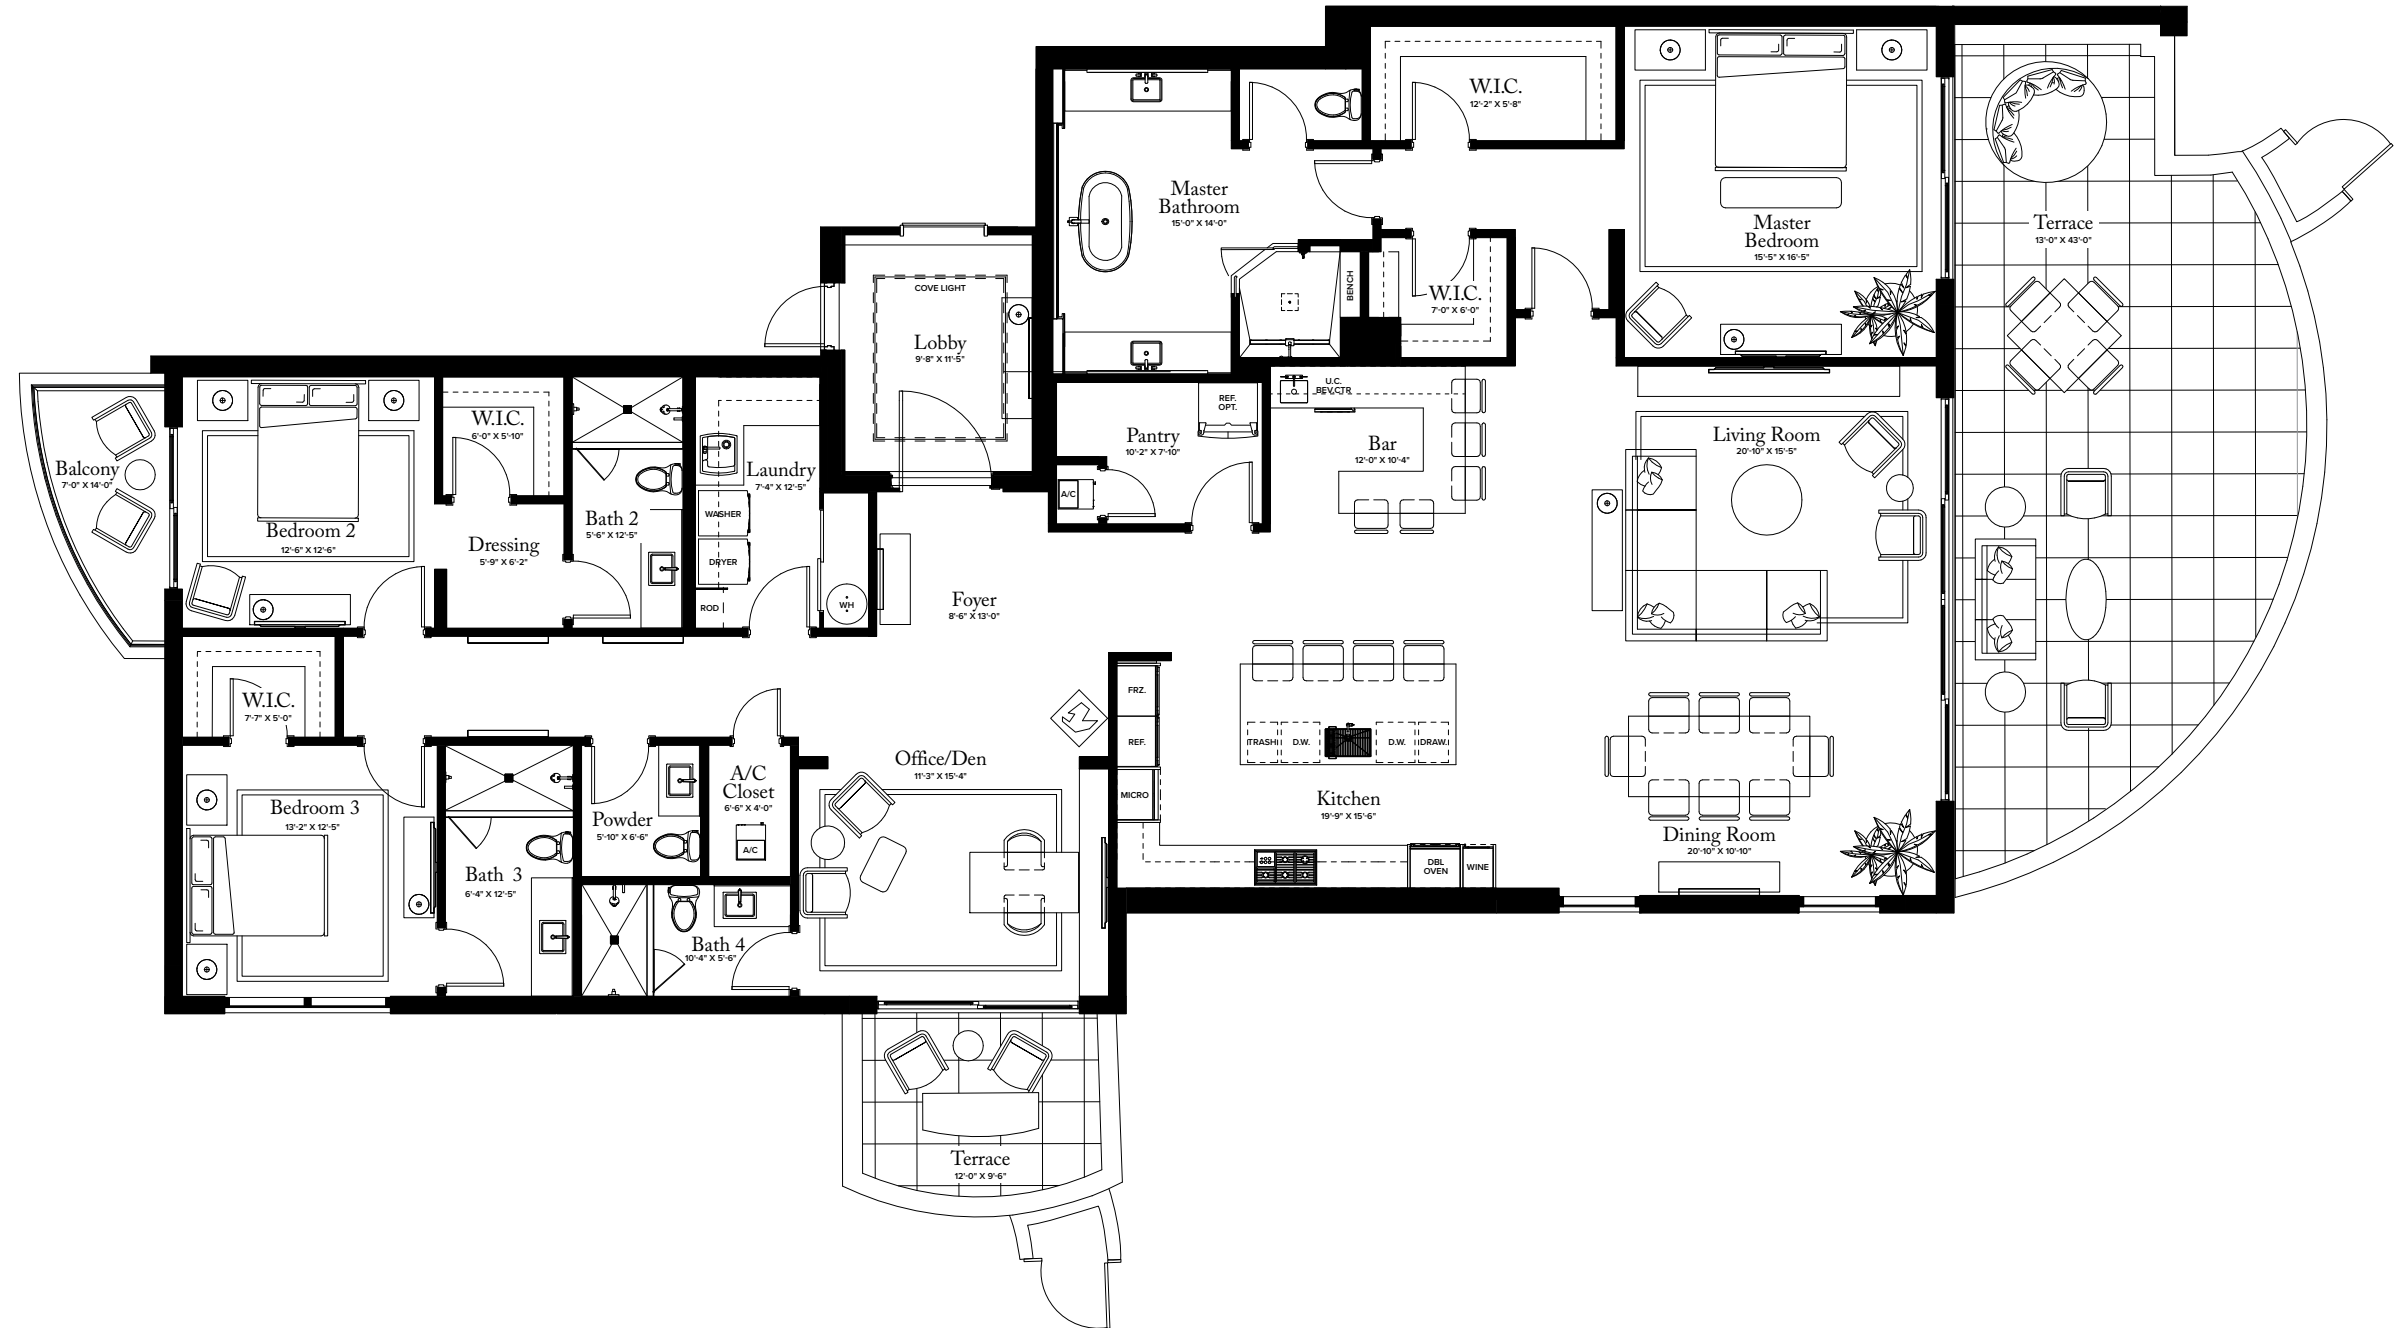 W.I.C.
12'-2" X 5'-8"
Master
Bathroom
15'-0" X 14'-0"
Master
Bedroom
15'-5" X 16'-5"
Terrace
13'-0" X 43'-0"
BENCH
W.I.C.
7'-0" X 6'-0"
COVE LIGHT
Lobby
9'-8" X 11'-5"
U.C.
BEV.CTR
REF.
OPT.
Pantry
10'-2" X 7'-10"
A/C
Bar
12'-0" X 10'-4"
Living Room
20'-10" X 15'-5"
Balcony
7'-0" X 14'-0"
W.I.C.
6'-0" X 5'-10"
Bedroom 2
12'-6" X 12'-6"
Dressing
5'-9" X 6'-2"
Bath 2
5'-6" X 12'-5"
Laundry
7'-4" X 12'-5"
WASHER
DRYER
ROD
WH
Foyer
8'-6" X 13'-0"
W.I.C.
7'-7" X 5'-0"
FRZ.
REF.
MICRO
TRASH
D.W.
D.W.
DRAW.
Kitchen
19'-9" X 15'-6"
DBL
OVEN
WINE
Dining Room
20'-10" X 10'-10"
Office/Den
11'-3" X 15'-4"
A/C
Closet
6'-6" X 4'-0"
A/C
Powder
5'-10" X 6'-6"
Bedroom 3
13'-2" X 12'-5"
Bath 3
6'-4" X 12'-5"
Bath 4
10'-4" X 5'-6"
Terrace
12'-0" X 9'-6"